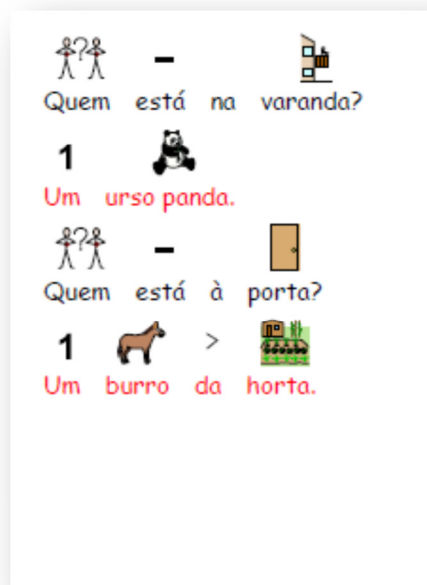 Quem está na varanda?
1
Um urso panda.
Quem está à porta?
1 >
Um burro da horta.